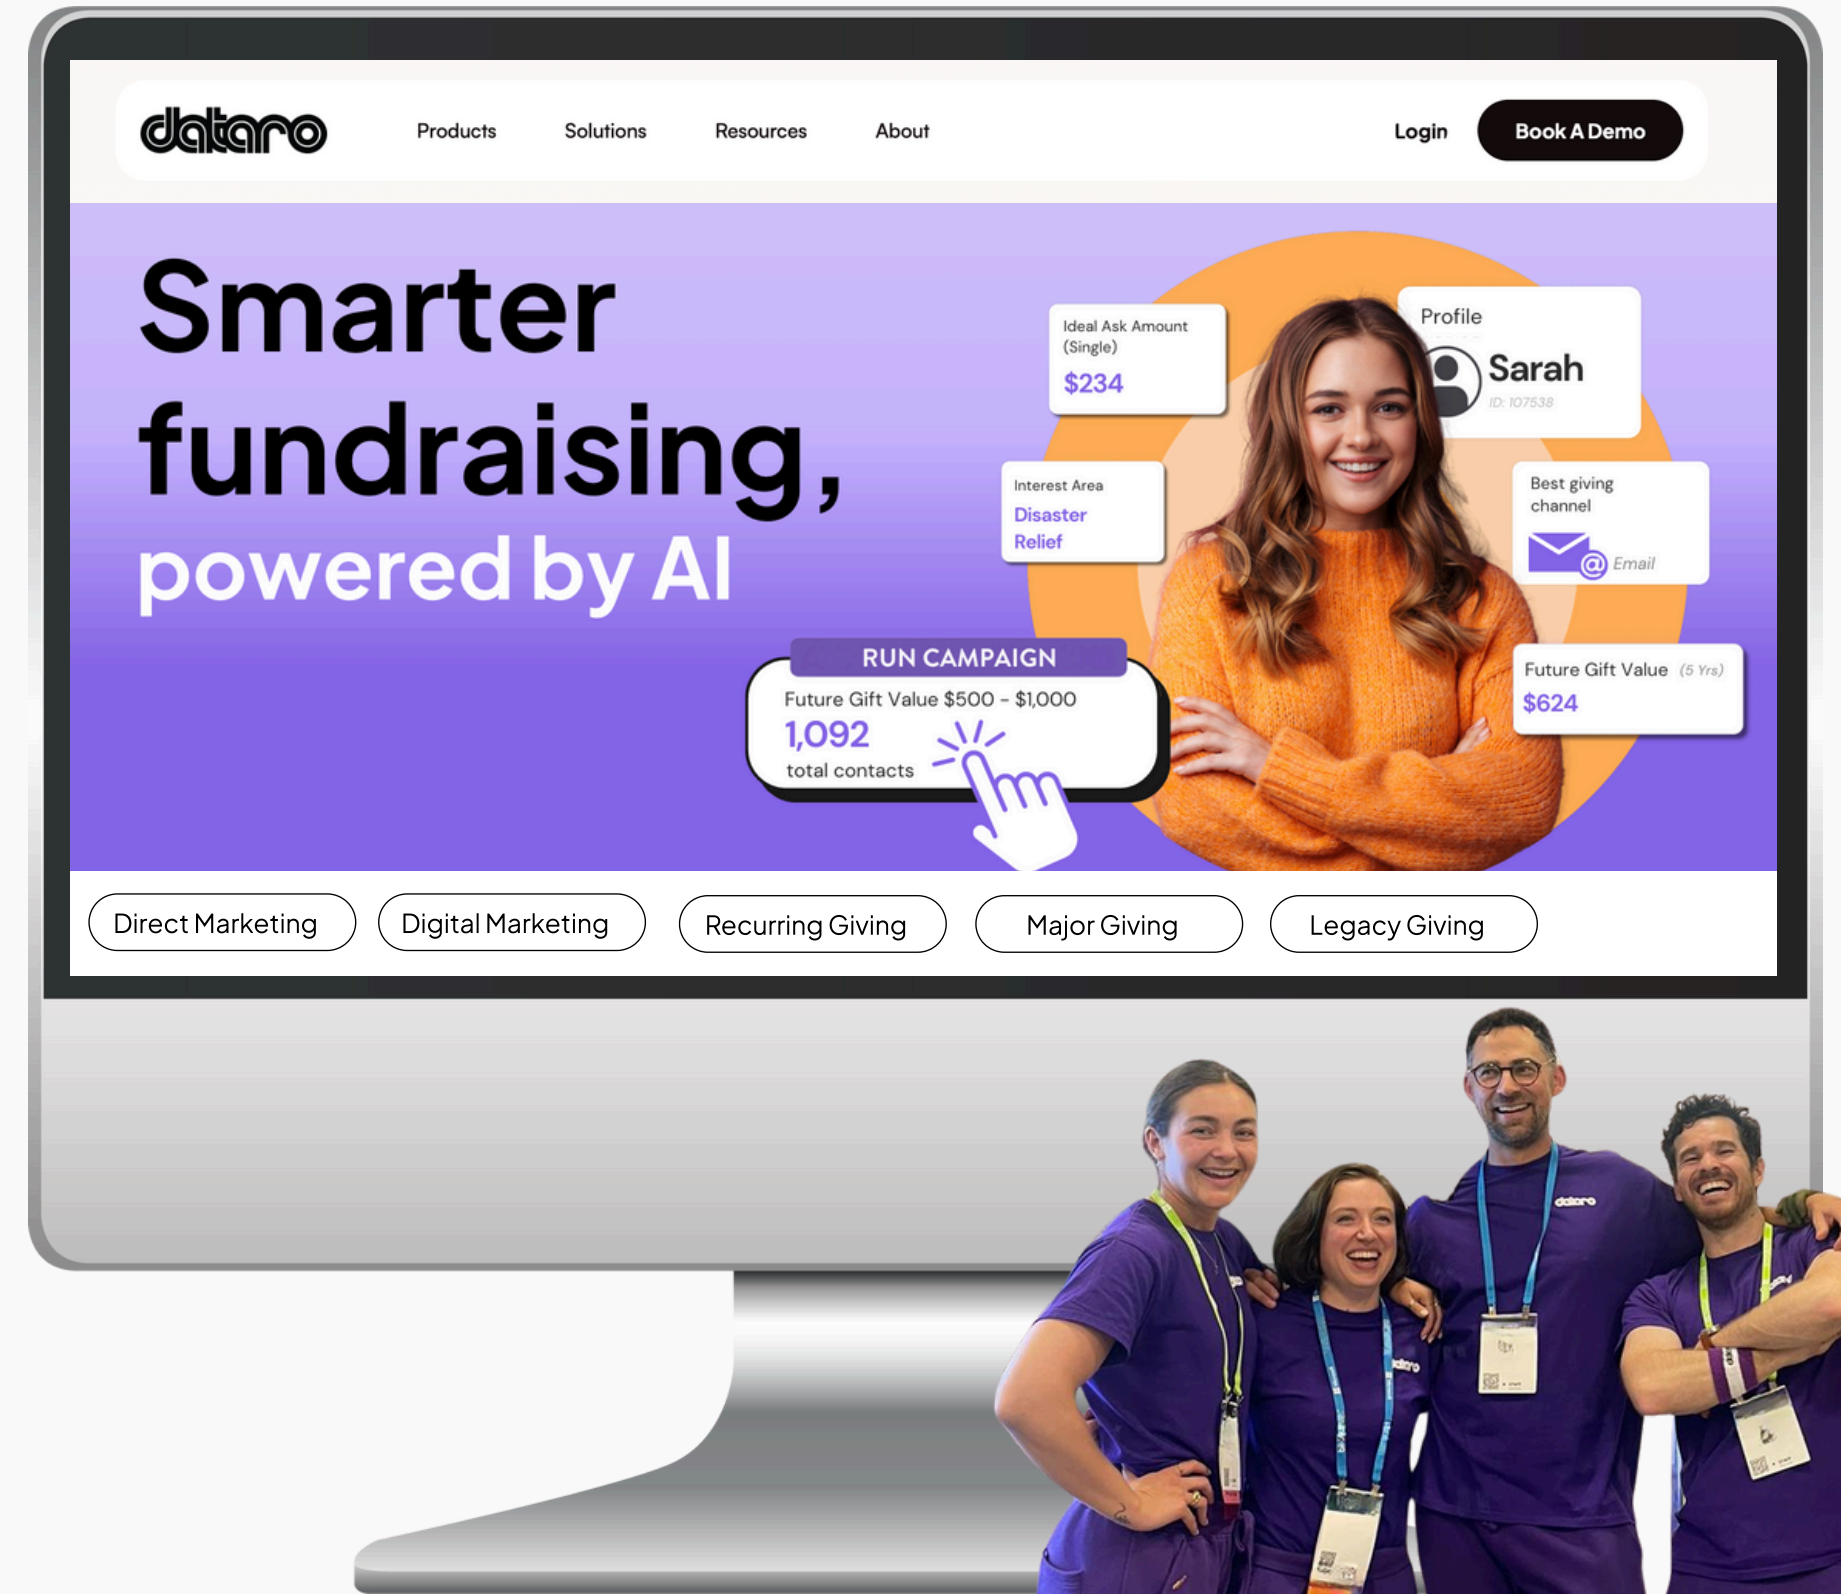 dataro
Products
Solutions
Resources
About
Login
Book A Demo
Smarter
fundraising,
powered by AI
Ideal Ask Amount
(Single)
$234
Profile
Sarah
ID: 107538
Interest Area
Disaster
Relief
Best giving
channel
@ Email
Future Gift Value (5 Yrs)
$624
RUN CAMPAIGN
Future Gift Value $500 - $1,000
1,092
total contacts
Direct Marketing
Digital Marketing
Recurring Giving
Major Giving
Legacy Giving
dataro
dataro